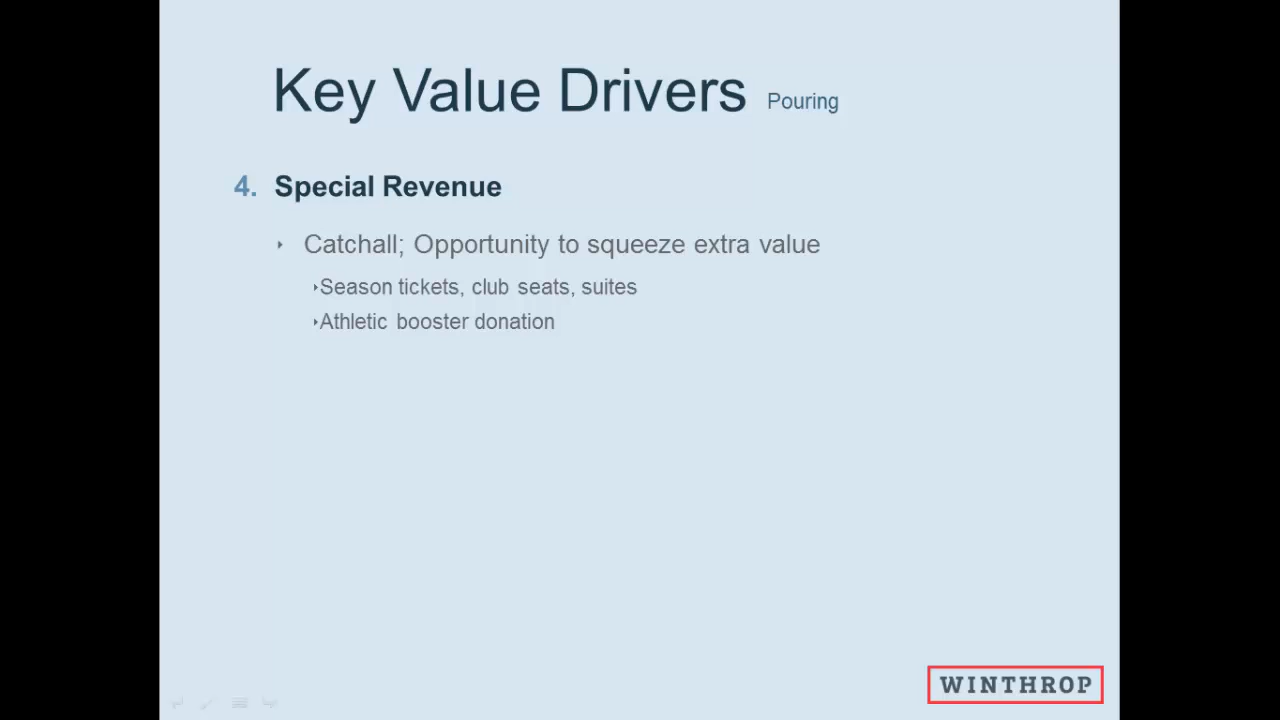 Key Value Drivers Pouring
4. Special Revenue
‣ Catchall; Opportunity to squeeze extra value
‣Season tickets, club seats, suites
‣Athletic booster donation
WINTHROP